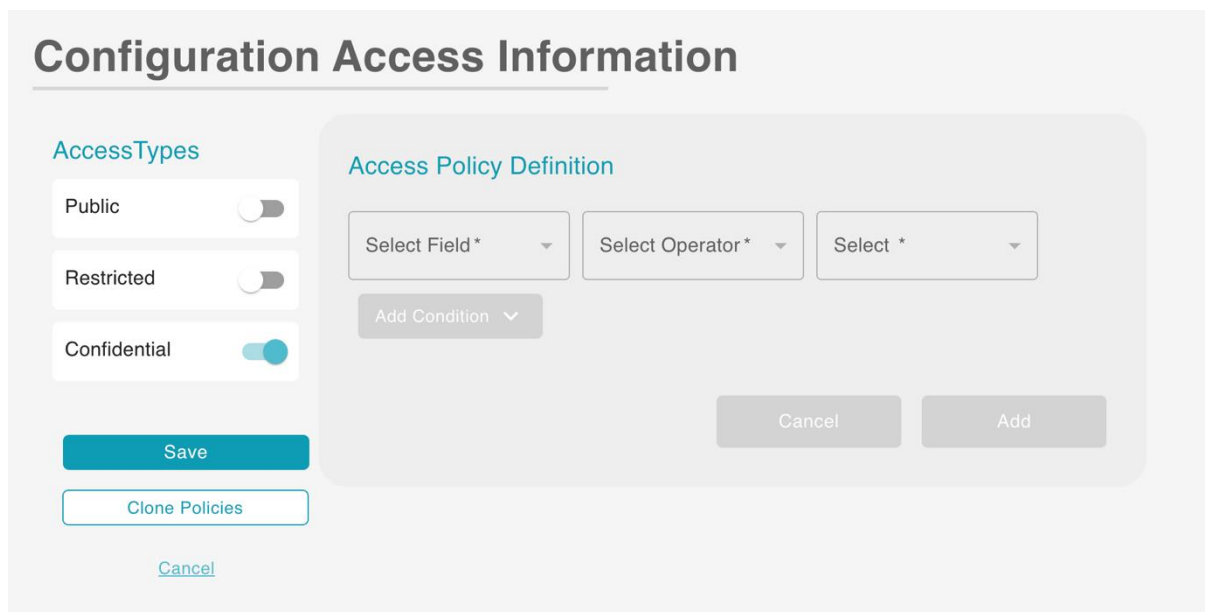 Configuration Access Information
AccessTypes
Public
Restricted
Confidential
Save
Clone Policies
Cancel
Access Policy Definition
Select Field *
Select Operator *
Select *
Add Condition
Cancel
Add